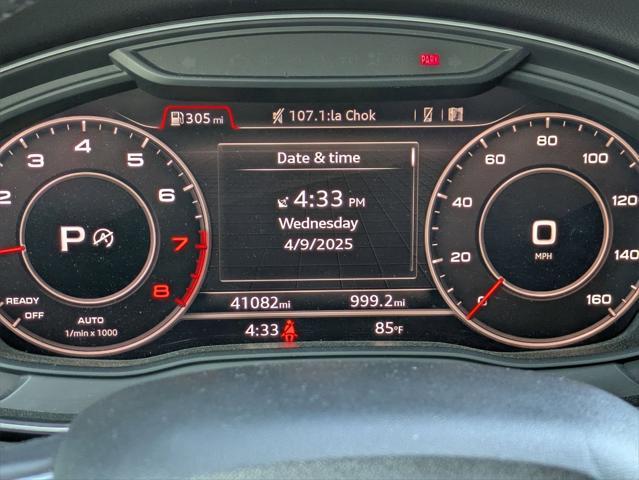 PARK
305 mi
107.1:la Chok
Date & time
4:33 PM
Wednesday
4/9/2025
41082mi
999.2mi
4:33
85°F
2
3
4
5
6
7
8
P
READY
OFF
AUTO
1/min x 1000
0
20
40
60
80
100
120
140
160
0
MPH